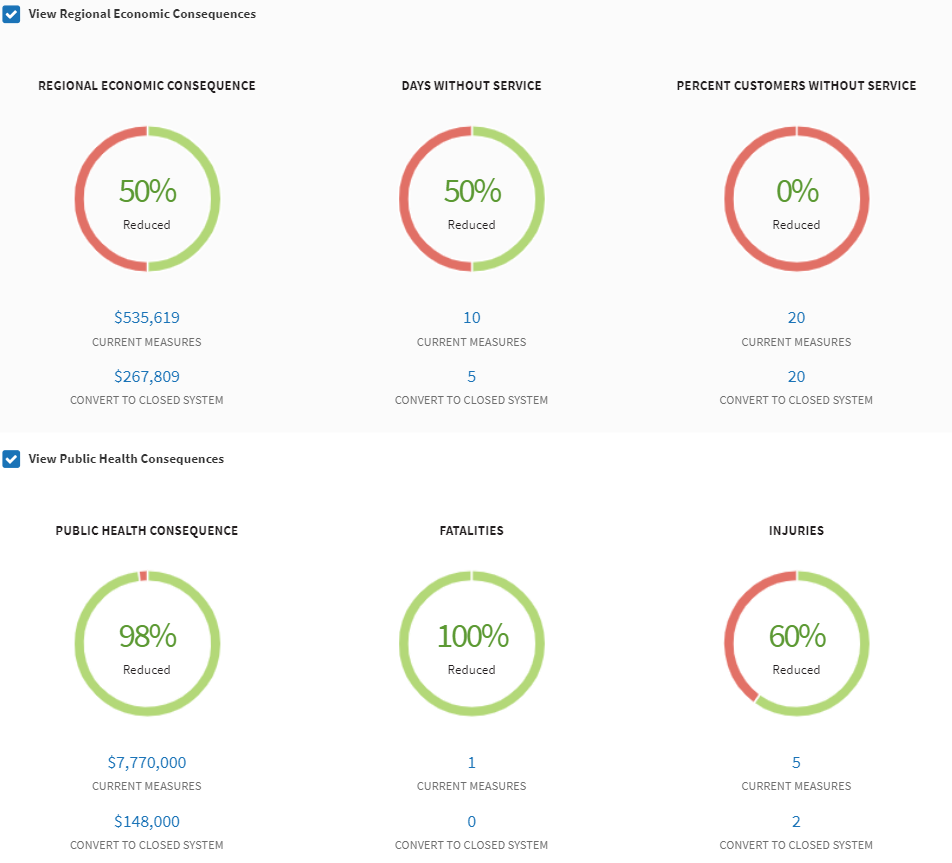 View Regional Economic Consequences
REGIONAL ECONOMIC CONSEQUENCE
DAYS WITHOUT SERVICE
PERCENT CUSTOMERS WITHOUT SERVICE
50%
Reduced
50%
Reduced
0%
Reduced
$535,619
CURRENT MEASURES
10
CURRENT MEASURES
20
CURRENT MEASURES
$267,809
CONVERT TO CLOSED SYSTEM
5
CONVERT TO CLOSED SYSTEM
20
CONVERT TO CLOSED SYSTEM
View Public Health Consequences
PUBLIC HEALTH CONSEQUENCE
FATALITIES
INJURIES
98%
Reduced
100%
Reduced
60%
Reduced
$7,770,000
CURRENT MEASURES
1
CURRENT MEASURES
5
CURRENT MEASURES
$148,000
CONVERT TO CLOSED SYSTEM
0
CONVERT TO CLOSED SYSTEM
2
CONVERT TO CLOSED SYSTEM